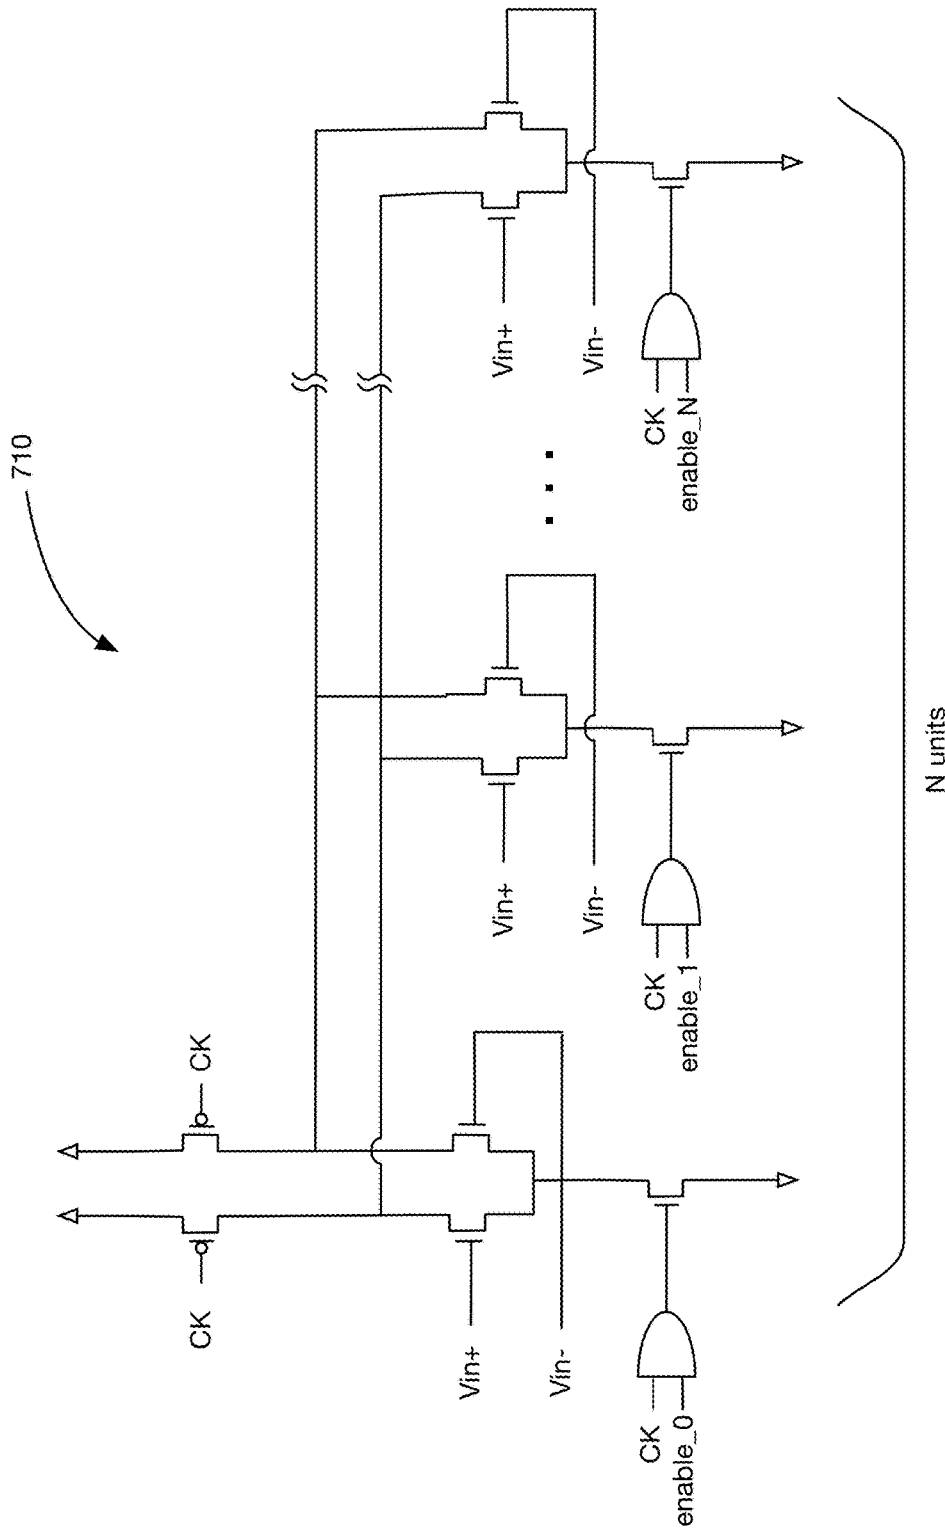 710
CK
CK
Vin+
Vin-
CK
enable_0
Vin+
Vin-
CK
enable_1
Vin+
Vin-
CK
enable_N
N units